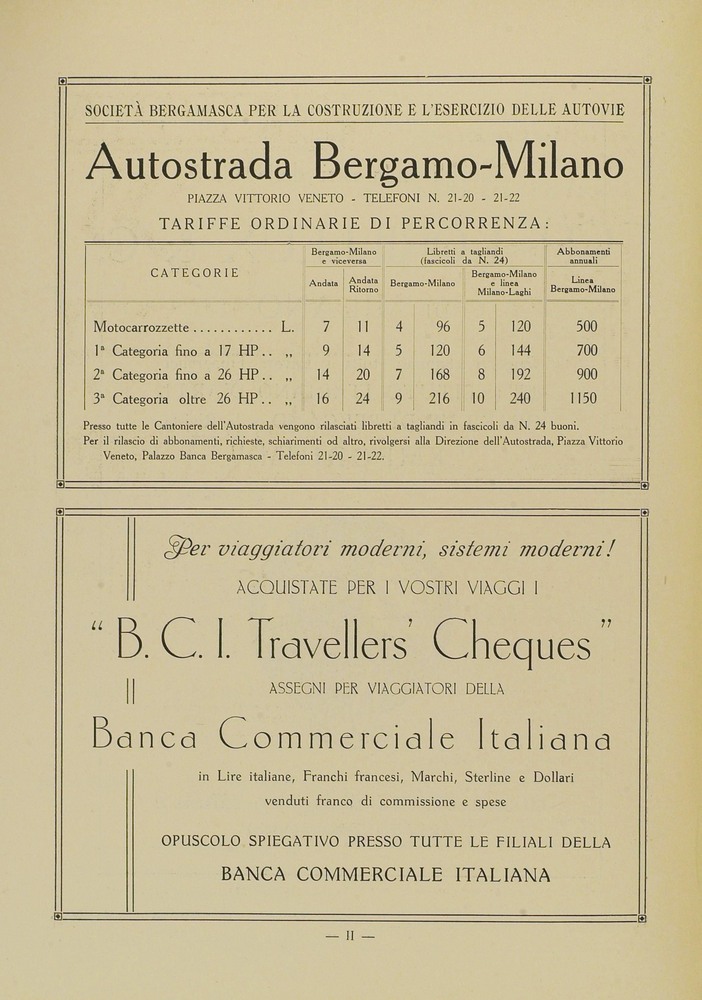 SOCIETÀ BERGAMASCA PER LA COSTRUZIONE E L'ESERCIZIO DELLE AUTOVIE
Autostrada Bergamo-Milano
PIAZZA VITTORIO VENETO - TELEFONI N. 21-20 - 21-22
TARIFFE ORDINARIE DI PERCORRENZA:
CATEGORIE
Bergamo-Milano e viceversa
Libretti a tagliandi (fascicoli da N. 24)
Abbonamenti annuali
Andata
Andata Ritorno
Bergamo-Milano
Bergamo-Milano e linea Milano-Laghi
Linea Bergamo-Milano
Motocarrozzette ............ L. 7 11 4 96 5 120 500
1ª Categoria fino a 17 HP .. „ 9 14 5 120 6 144 700
2ª Categoria fino a 26 HP .. „ 14 20 7 168 8 192 900
3ª Categoria oltre 26 HP .. „ 16 24 9 216 10 240 1150
Presso tutte le Cantoniere dell'Autostrada vengono rilasciati libretti a tagliandi in fascicoli da N. 24 buoni.
Per il rilascio di abbonamenti, richieste, schiarimenti od altro, rivolgersi alla Direzione dell'Autostrada, Piazza Vittorio
Veneto, Palazzo Banca Bergamasca - Telefoni 21-20 - 21-22.
Per viaggiatori moderni, sistemi moderni!
ACQUISTATE PER I VOSTRI VIAGGI I
“B. C. I. Travellers' Cheques”
ASSEGNI PER VIAGGIATORI DELLA
Banca Commerciale Italiana
in Lire italiane, Franchi francesi, Marchi, Sterline e Dollari
venduti franco di commissione e spese
OPUSCOLO SPIEGATIVO PRESSO TUTTE LE FILIALI DELLA
BANCA COMMERCIALE ITALIANA
— II —